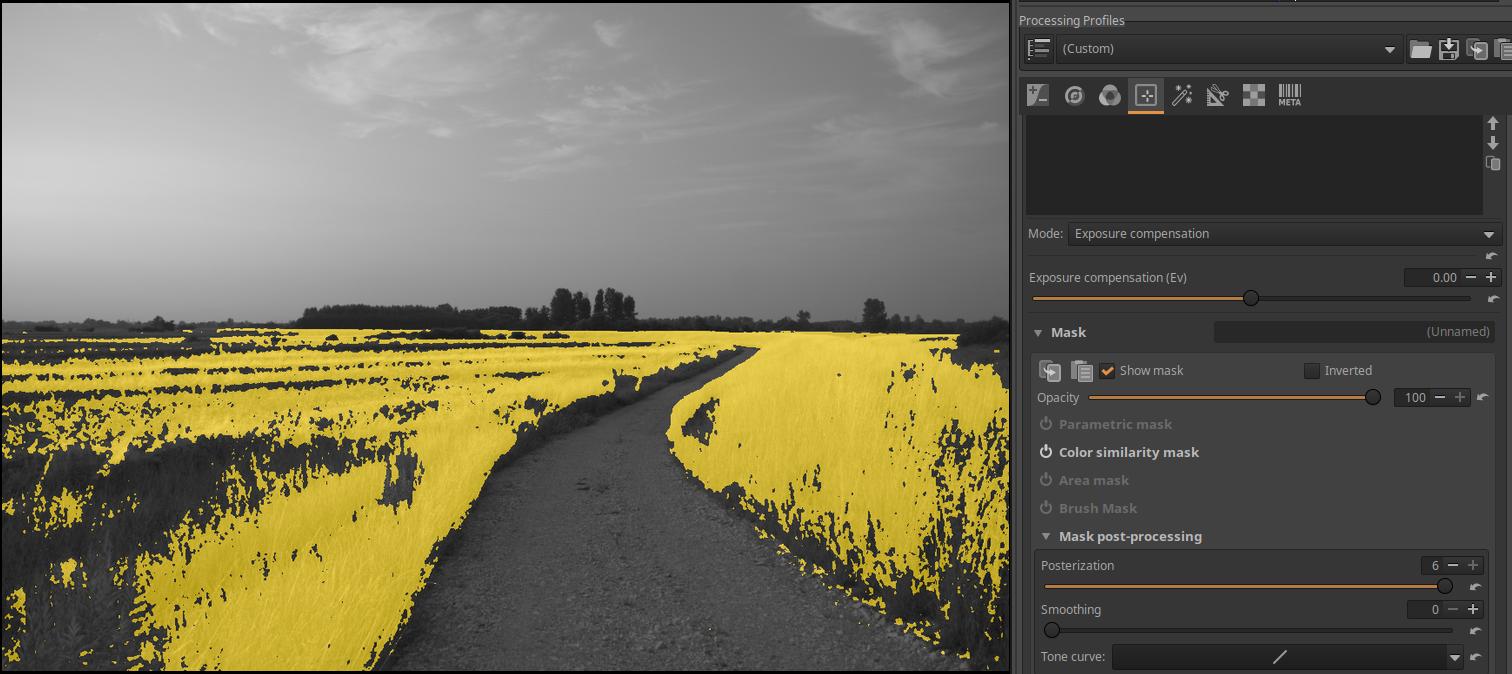 Processing Profiles
(Custom)
META
Mode: Exposure compensation
Exposure compensation (Ev) 0.00
Mask (Unnamed)
Show mask Inverted
Opacity 100
Parametric mask
Color similarity mask
Area mask
Brush Mask
Mask post-processing
Posterization 6
Smoothing 0
Tone curve: